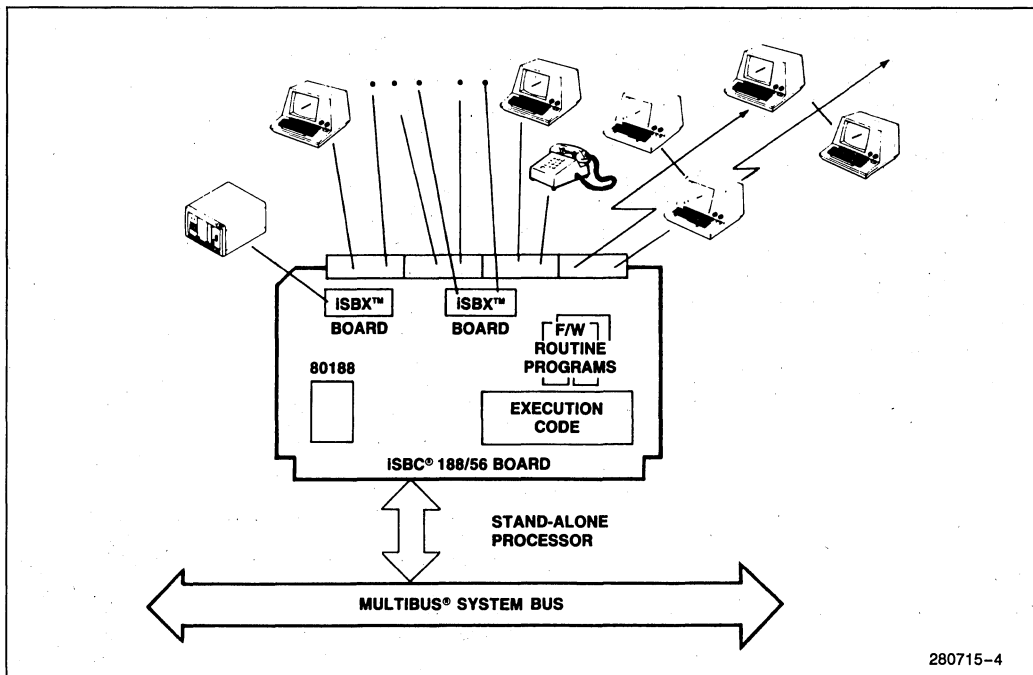 iSBX™
BOARD
iSBX™
BOARD
F/W
ROUTINE
PROGRAMS
80188
EXECUTION
CODE
iSBC® 188/56 BOARD
STAND-ALONE
PROCESSOR
MULTIBUS® SYSTEM BUS
280715-4